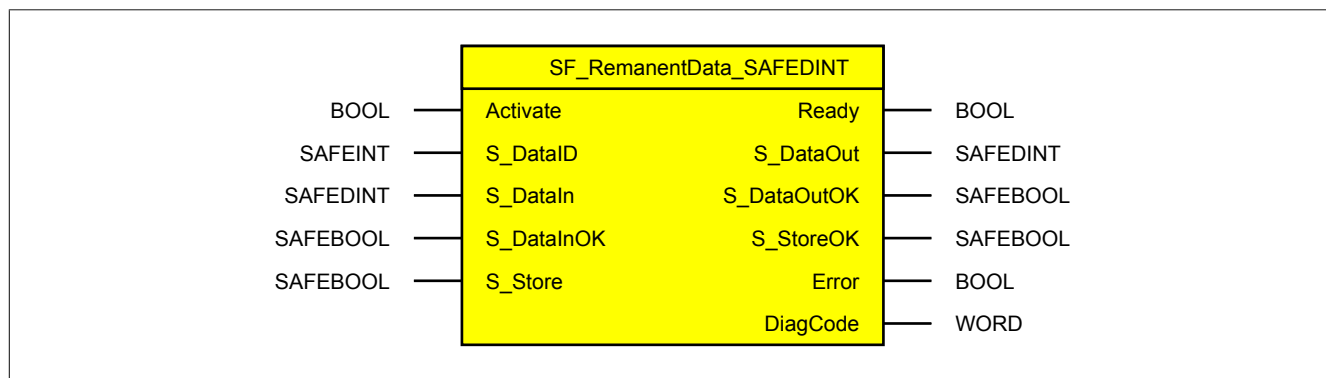 SF_RemanentData_SAFEDINT
BOOL Activate Ready BOOL
SAFEINT S_DataID S_DataOut SAFEDINT
SAFEDINT S_DataIn S_DataOutOK SAFEBOOL
SAFEBOOL S_DataInOK S_StoreOK SAFEBOOL
SAFEBOOL S_Store Error BOOL
DiagCode WORD